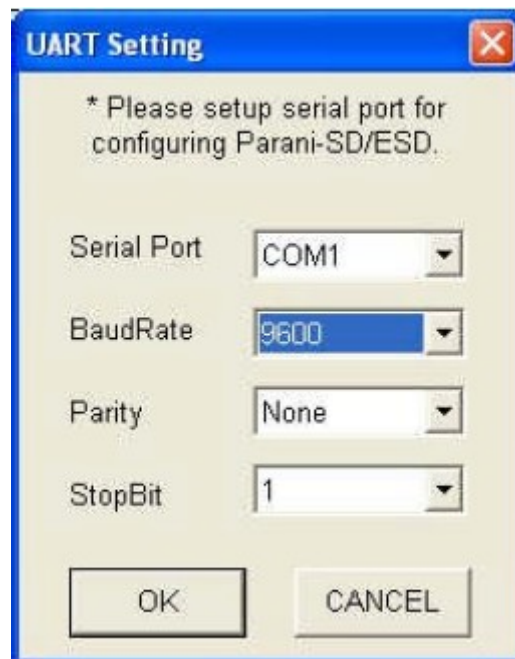 UART Setting
* Please setup serial port for
configuring Parani-SD/ESD.
Serial Port COM1
BaudRate 9600
Parity None
StopBit 1
OK CANCEL